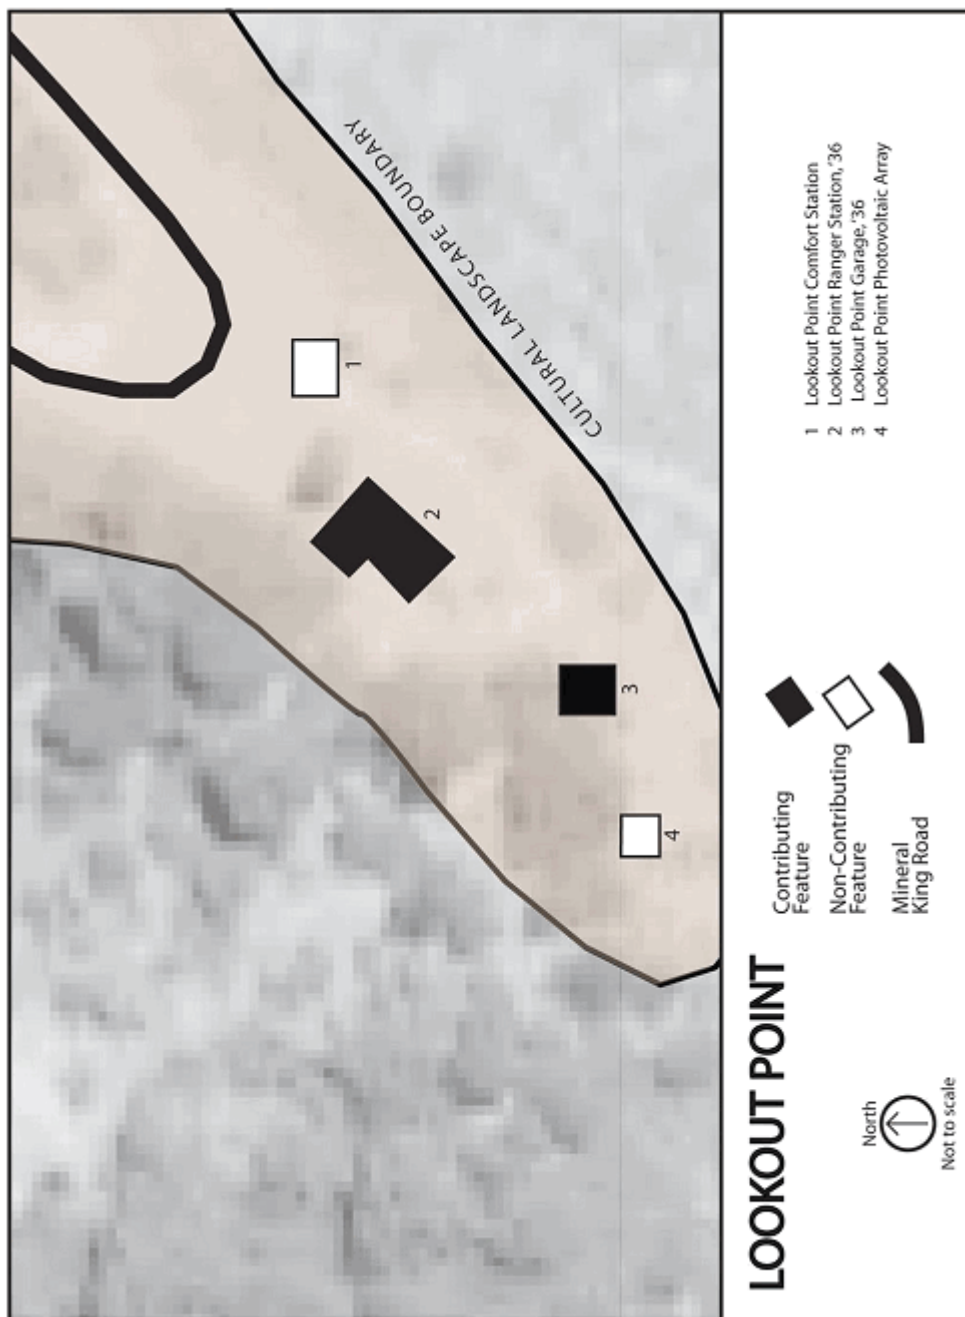 CULTURAL LANDSCAPE BOUNDARY
1
2
3
4
LOOKOUT POINT
North
Not to scale
Contributing
Feature
Non-Contributing
Feature
Mineral
King Road
1 Lookout Point Comfort Station
2 Lookout Point Ranger Station,'36
3 Lookout Point Garage,'36
4 Lookout Point Photovoltaic Array